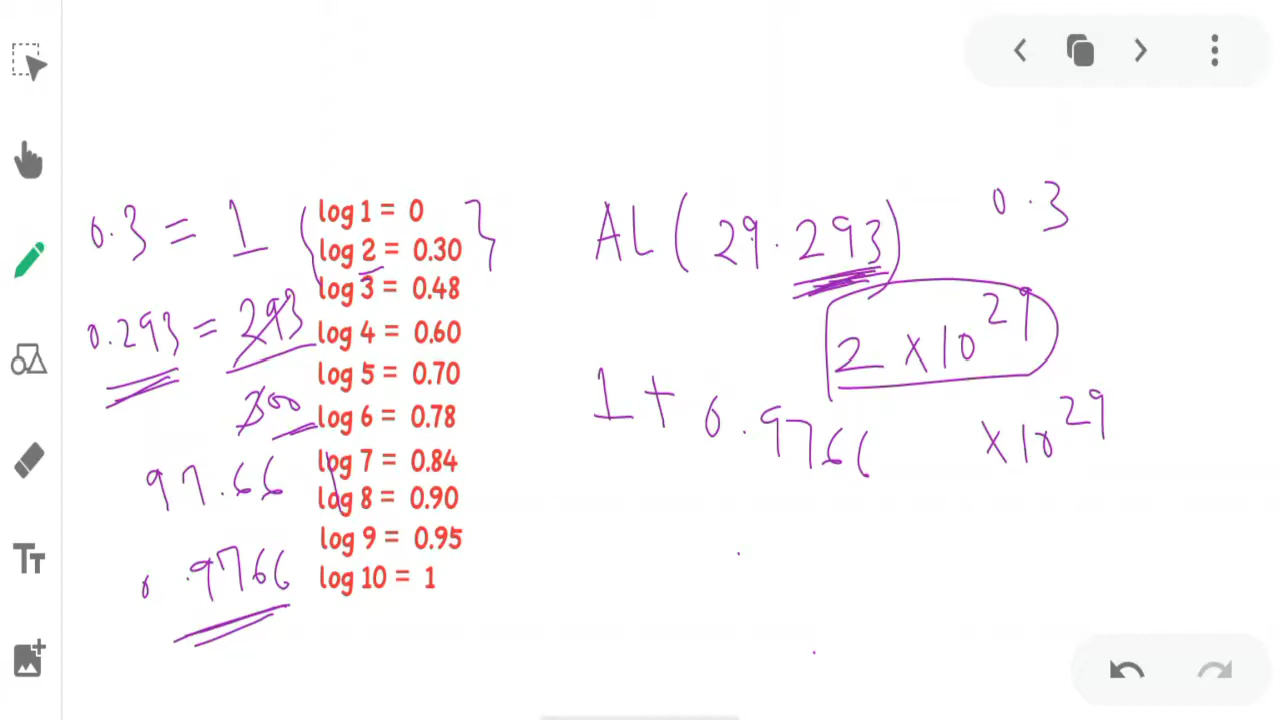 0.3 = 1
0.293 = 293
300
97.66
0.9766
log 1 = 0
log 2 = 0.30
log 3 = 0.48
log 4 = 0.60
log 5 = 0.70
log 6 = 0.78
log 7 = 0.84
log 8 = 0.90
log 9 = 0.95
log 10 = 1
AL (29.293)
0.3
2 × 10^29
1 + 0.9766 × 10^29
TT